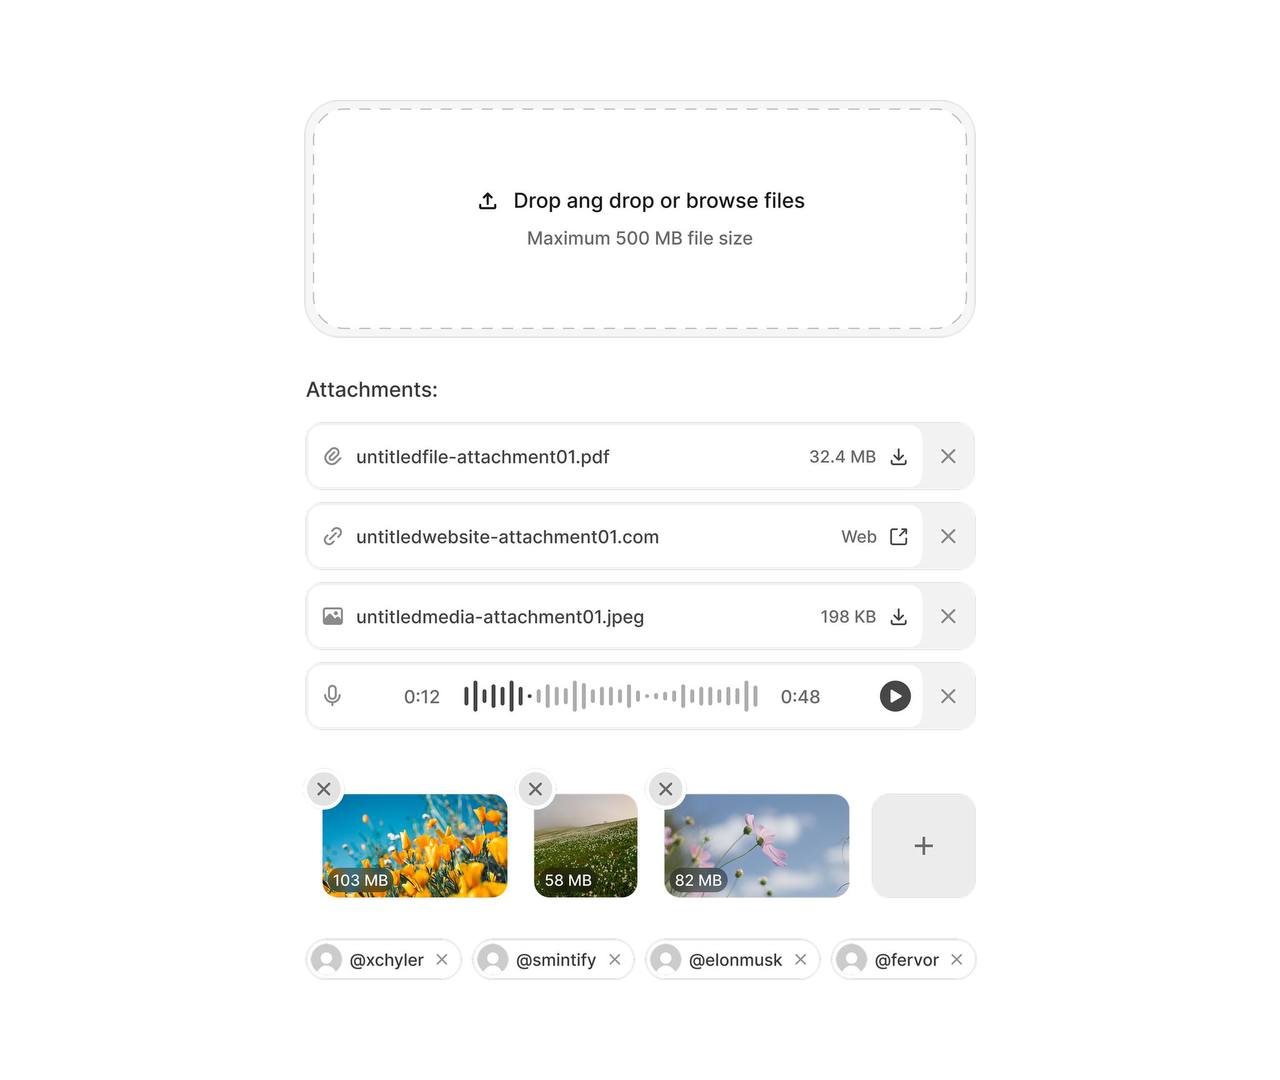 Drop ang drop or browse files
Maximum 500 MB file size
Attachments:
untitledfile-attachment01.pdf 32.4 MB
untitledwebsite-attachment01.com Web
untitledmedia-attachment01.jpeg 198 KB
0:12 0:48
103 MB 58 MB 82 MB
@xchyler @smintify @elonmusk @fervor